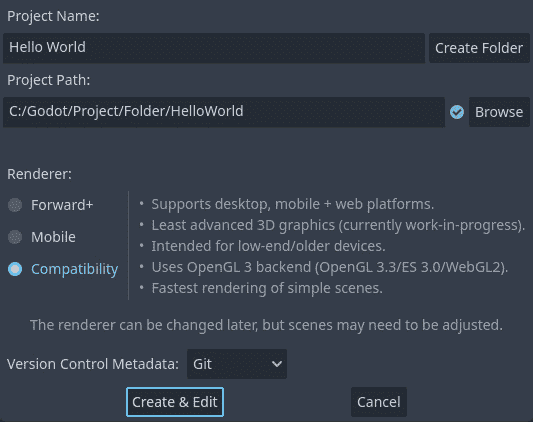 Project Name:
Hello World
Create Folder
Project Path:
C:/Godot/Project/Folder/HelloWorld
Browse
Renderer:
Forward+
Mobile
Compatibility
• Supports desktop, mobile + web platforms.
• Least advanced 3D graphics (currently work-in-progress).
• Intended for low-end/older devices.
• Uses OpenGL 3 backend (OpenGL 3.3/ES 3.0/WebGL2).
• Fastest rendering of simple scenes.
The renderer can be changed later, but scenes may need to be adjusted.
Version Control Metadata:
Git
Create & Edit
Cancel